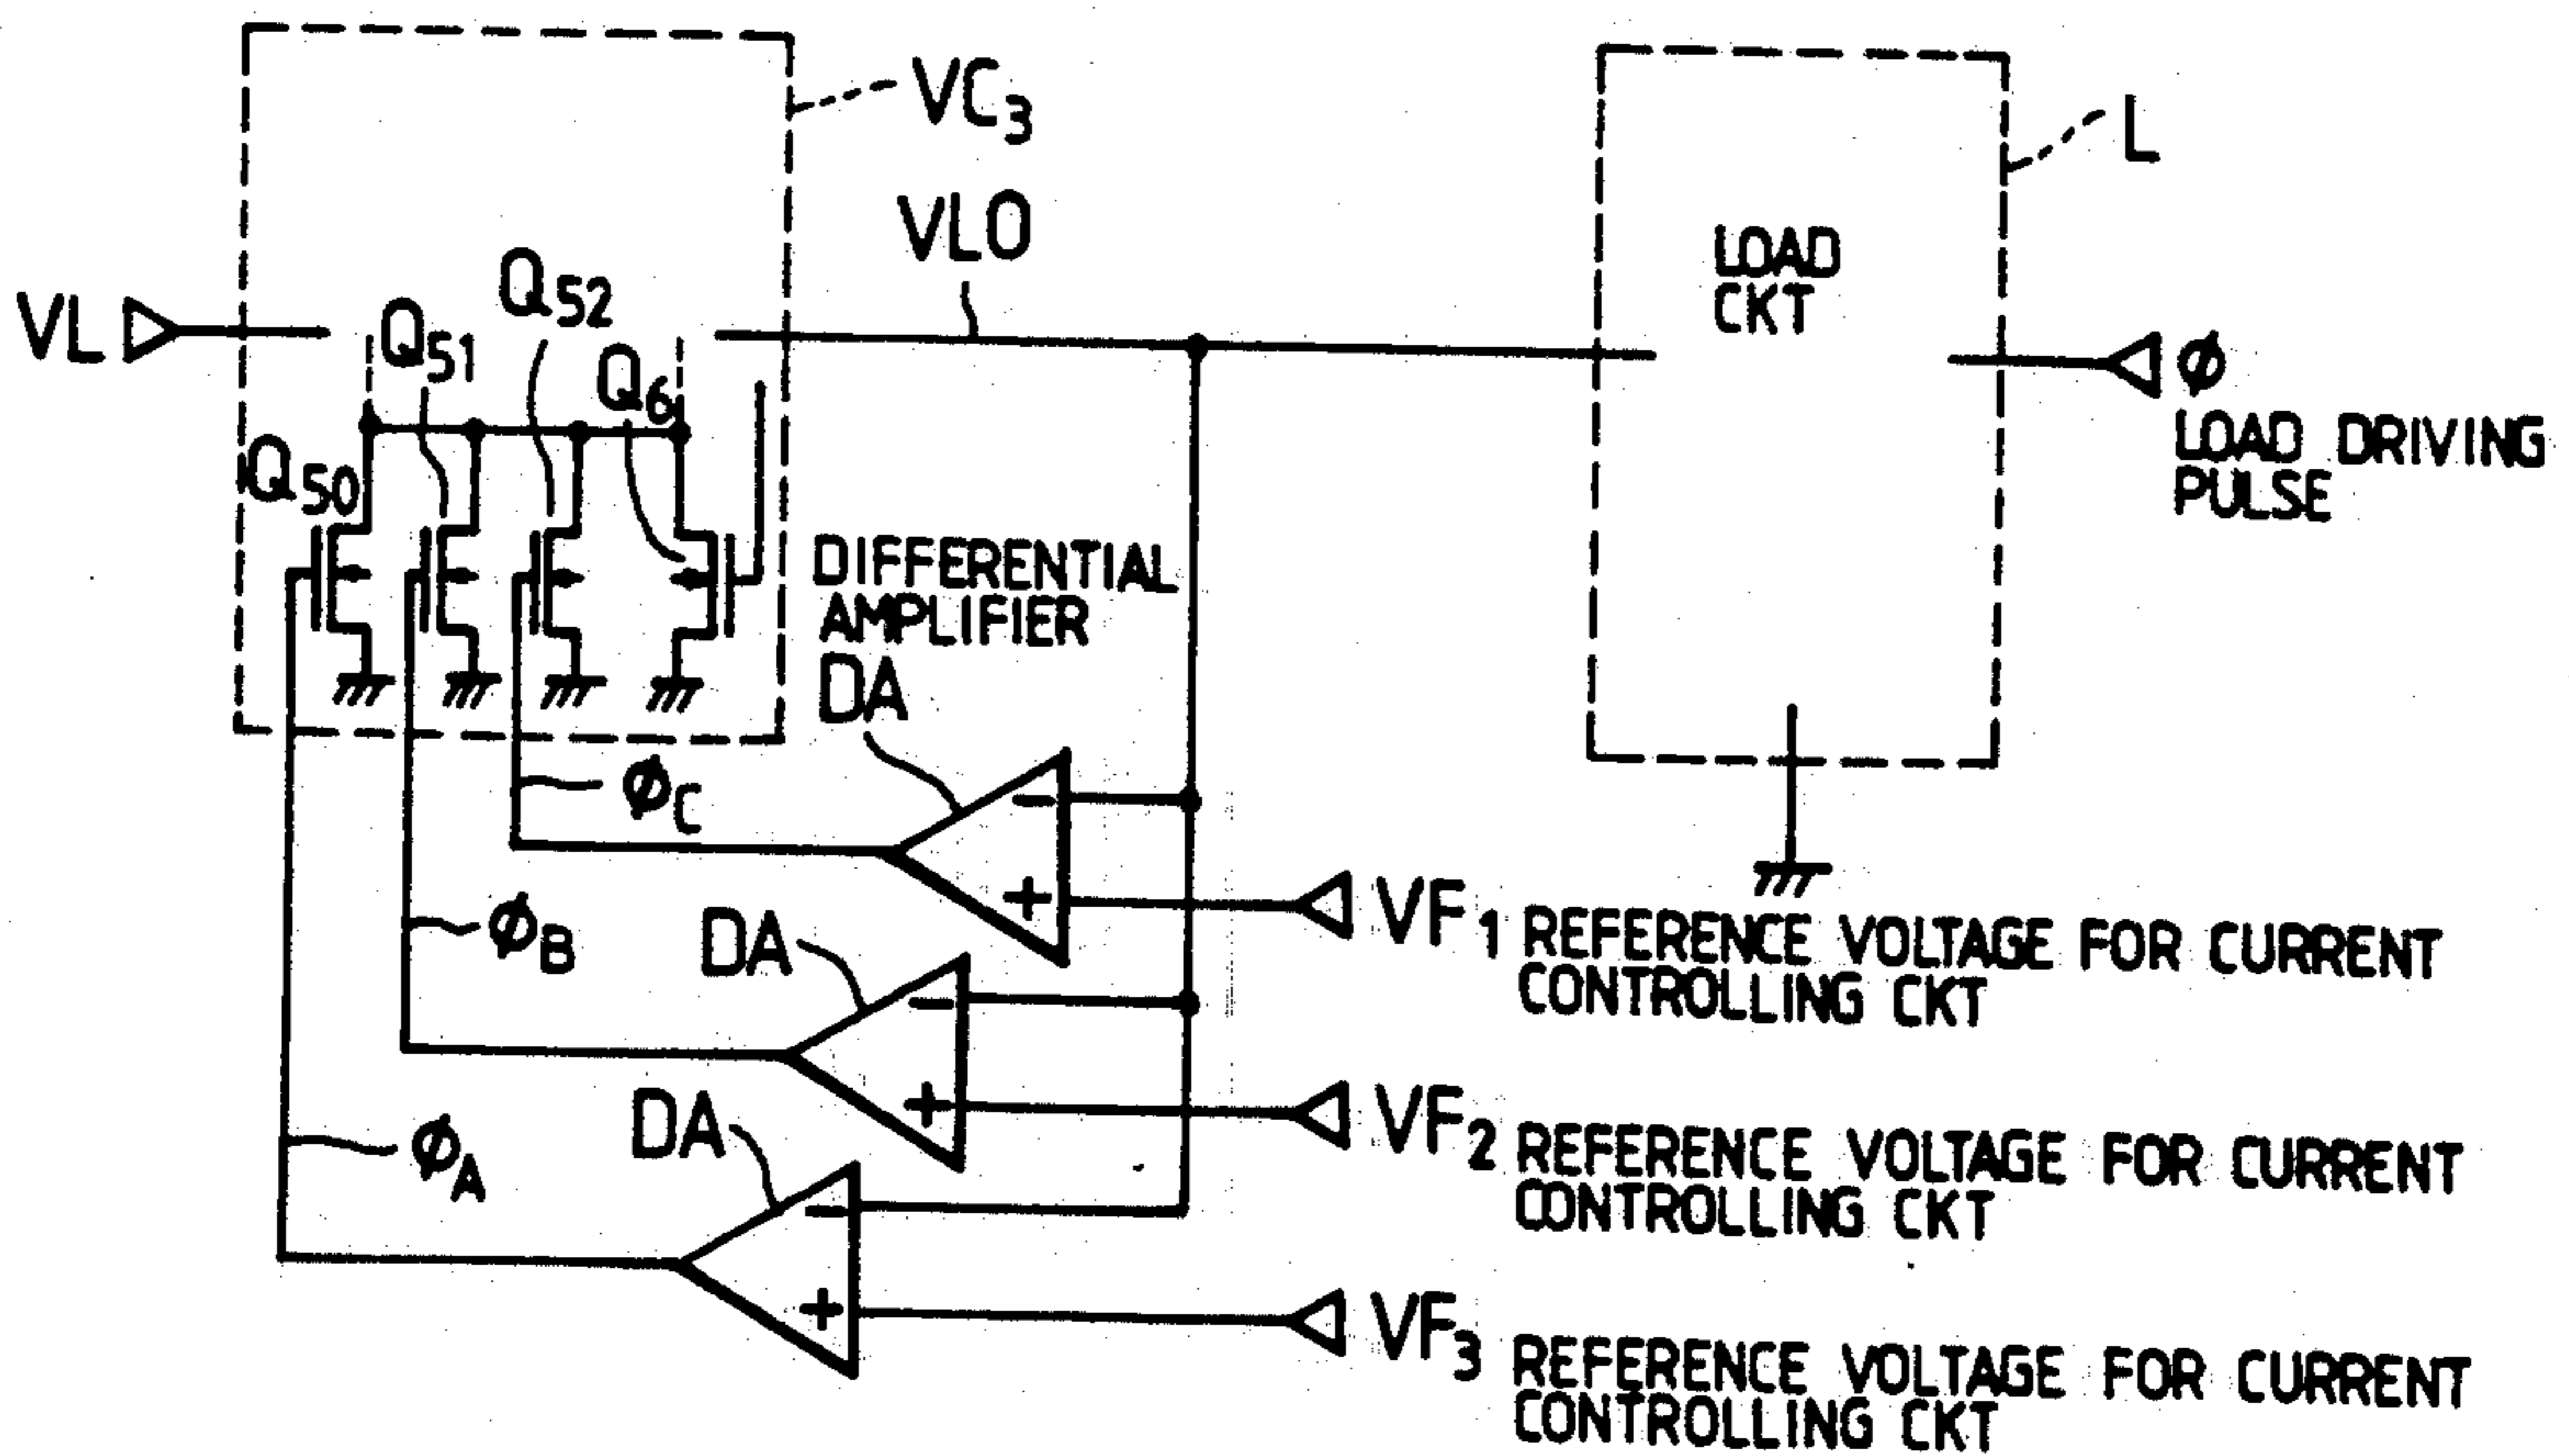 VC3
L
VLO
LOAD
CKT
VL
Q52
Q51
Q6
Q50
φ
LOAD DRIVING
PULSE
DIFFERENTIAL
AMPLIFIER
DA
φC
-
+
VF1 REFERENCE VOLTAGE FOR CURRENT
CONTROLLING CKT
DA
φB
-
+
VF2 REFERENCE VOLTAGE FOR CURRENT
CONTROLLING CKT
DA
φA
-
+
VF3 REFERENCE VOLTAGE FOR CURRENT
CONTROLLING CKT